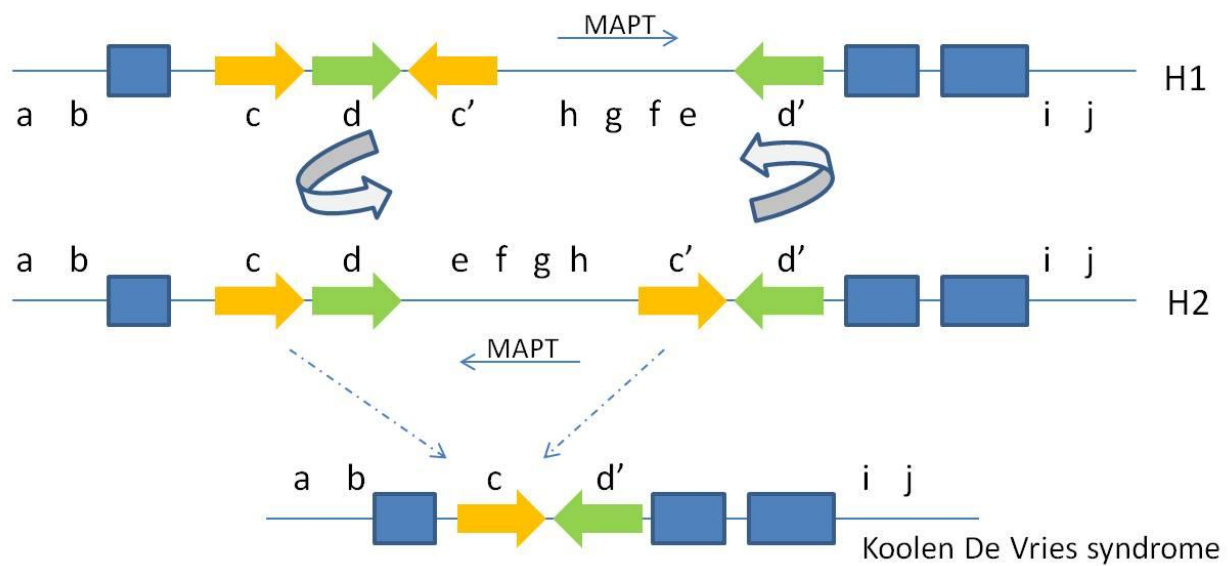 MAPT
H1
a b c d c’ h g f e d’ i j
a b c d e f g h c’ d’ i j
H2
MAPT
a b c d’ i j
Koolen De Vries syndrome